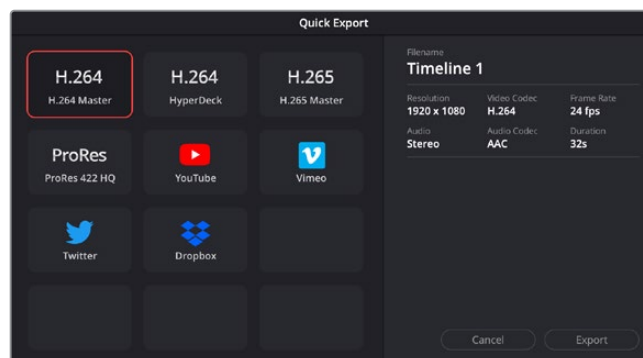 Quick Export
H.264
H.264 Master
H.264
HyperDeck
H.265
H.265 Master
ProRes
ProRes 422 HQ
YouTube
Vimeo
Twitter
Dropbox
Filename
Timeline 1
Resolution Video Codec Frame Rate
1920 x 1080 H.264 24 fps
Audio Audio Codec Duration
Stereo AAC 32s
Cancel Export